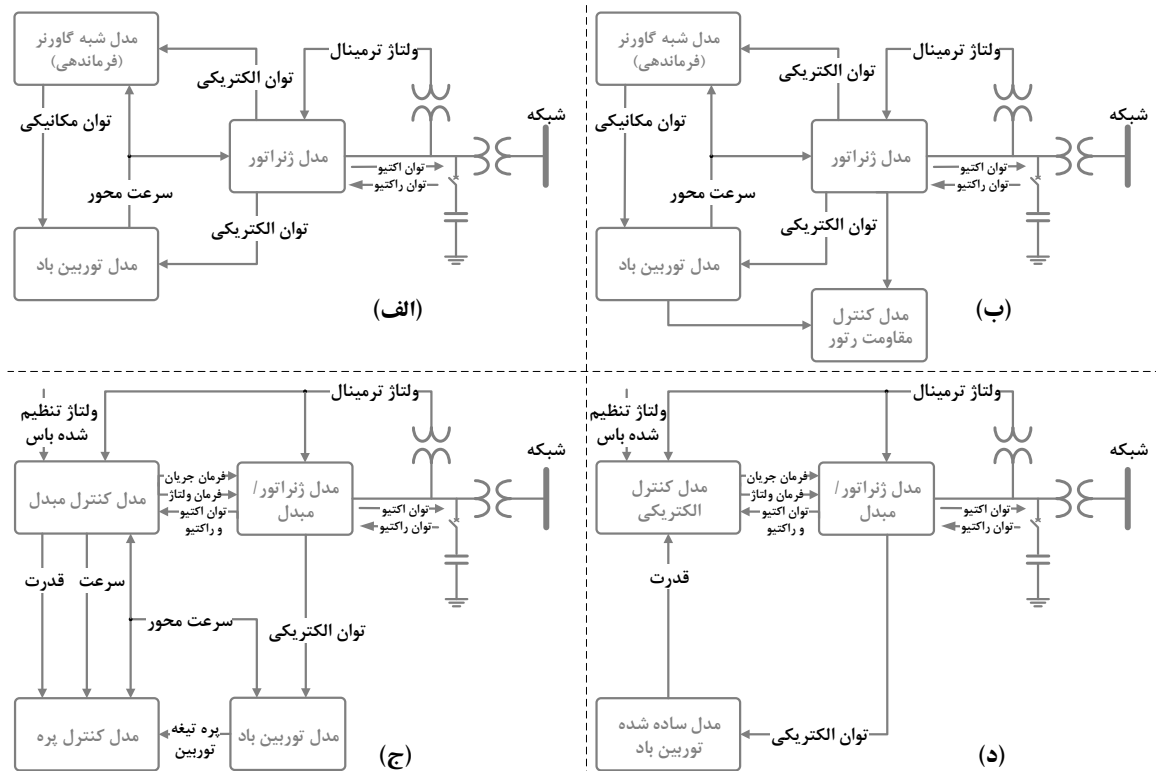 مدل شبه گاورنر
(فرماندهی)
ولتاژ ترمینال
توان الکتریکی
توان مکانیکی
مدل ژنراتور
شبکه
توان اکتیو
توان راکتیو
سرعت محور
توان الکتریکی
مدل توربین باد
(الف)
مدل شبه گاورنر
(فرماندهی)
ولتاژ ترمینال
توان الکتریکی
توان مکانیکی
مدل ژنراتور
شبکه
توان اکتیو
توان راکتیو
سرعت محور
توان الکتریکی
مدل توربین باد
مدل کنترل
مقاومت رتور
(ب)
ولتاژ تنظیم
شده باس
ولتاژ ترمینال
شبکه
مدل کنترل مبدل
فرمان جریان
فرمان ولتاژ
توان اکتیو
و راکتیو
مدل ژنراتور/
مبدل
توان اکتیو
توان راکتیو
قدرت
سرعت
سرعت محور
توان الکتریکی
مدل کنترل پره
پره تیغه
توربین
مدل توربین باد
(ج)
ولتاژ تنظیم
شده باس
ولتاژ ترمینال
شبکه
مدل کنترل
الکتریکی
فرمان جریان
فرمان ولتاژ
توان اکتیو
و راکتیو
مدل ژنراتور/
مبدل
توان اکتیو
توان راکتیو
قدرت
مدل ساده شده
توربین باد
توان الکتریکی
(د)